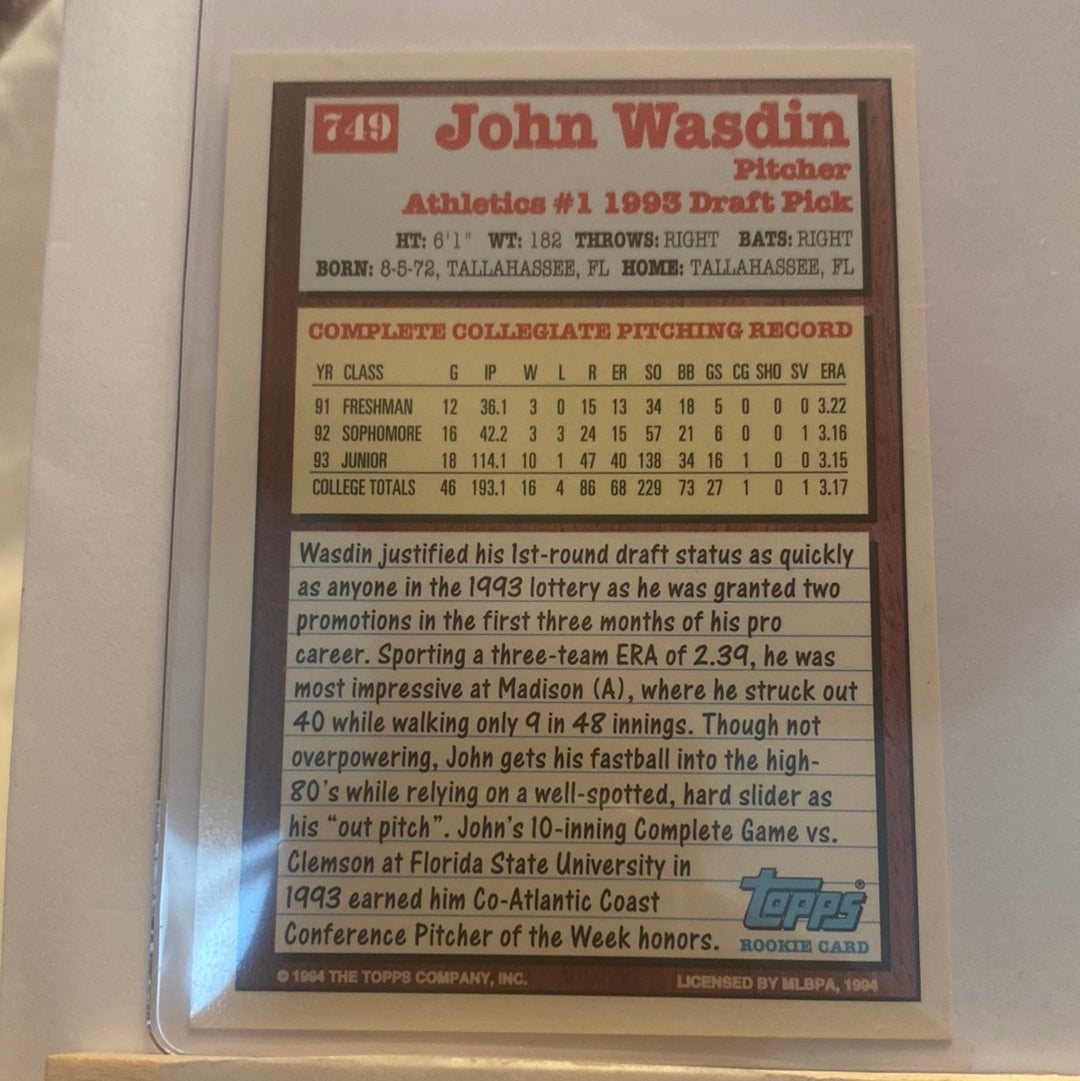 749 John Wasdin
Pitcher
Athletics #1 1993 Draft Pick
HT: 6'1" WT: 182 THROWS: RIGHT BATS: RIGHT
BORN: 8-5-72, TALLAHASSEE, FL HOME: TALLAHASSEE, FL
COMPLETE COLLEGIATE PITCHING RECORD
YR CLASS G IP W L R ER SO BB GS CG SHO SV ERA
91 FRESHMAN 12 36.1 3 0 15 13 34 18 5 0 0 0 3.22
92 SOPHOMORE 16 42.2 3 3 24 15 57 21 6 0 0 1 3.16
93 JUNIOR 18 114.1 10 1 47 40 138 34 16 1 0 0 3.15
COLLEGE TOTALS 46 193.1 16 4 86 68 229 73 27 1 0 1 3.17
Wasdin justified his 1st-round draft status as quickly
as anyone in the 1993 lottery as he was granted two
promotions in the first three months of his pro
career. Sporting a three-team ERA of 2.39, he was
most impressive at Madison (A), where he struck out
40 while walking only 9 in 48 innings. Though not
overpowering, John gets his fastball into the high-
80's while relying on a well-spotted, hard slider as
his "out pitch". John's 10-inning Complete Game vs.
Clemson at Florida State University in
1993 earned him Co-Atlantic Coast
Conference Pitcher of the Week honors.
Topps®
ROOKIE CARD
© 1994 THE TOPPS COMPANY, INC. LICENSED BY MLBPA, 1994